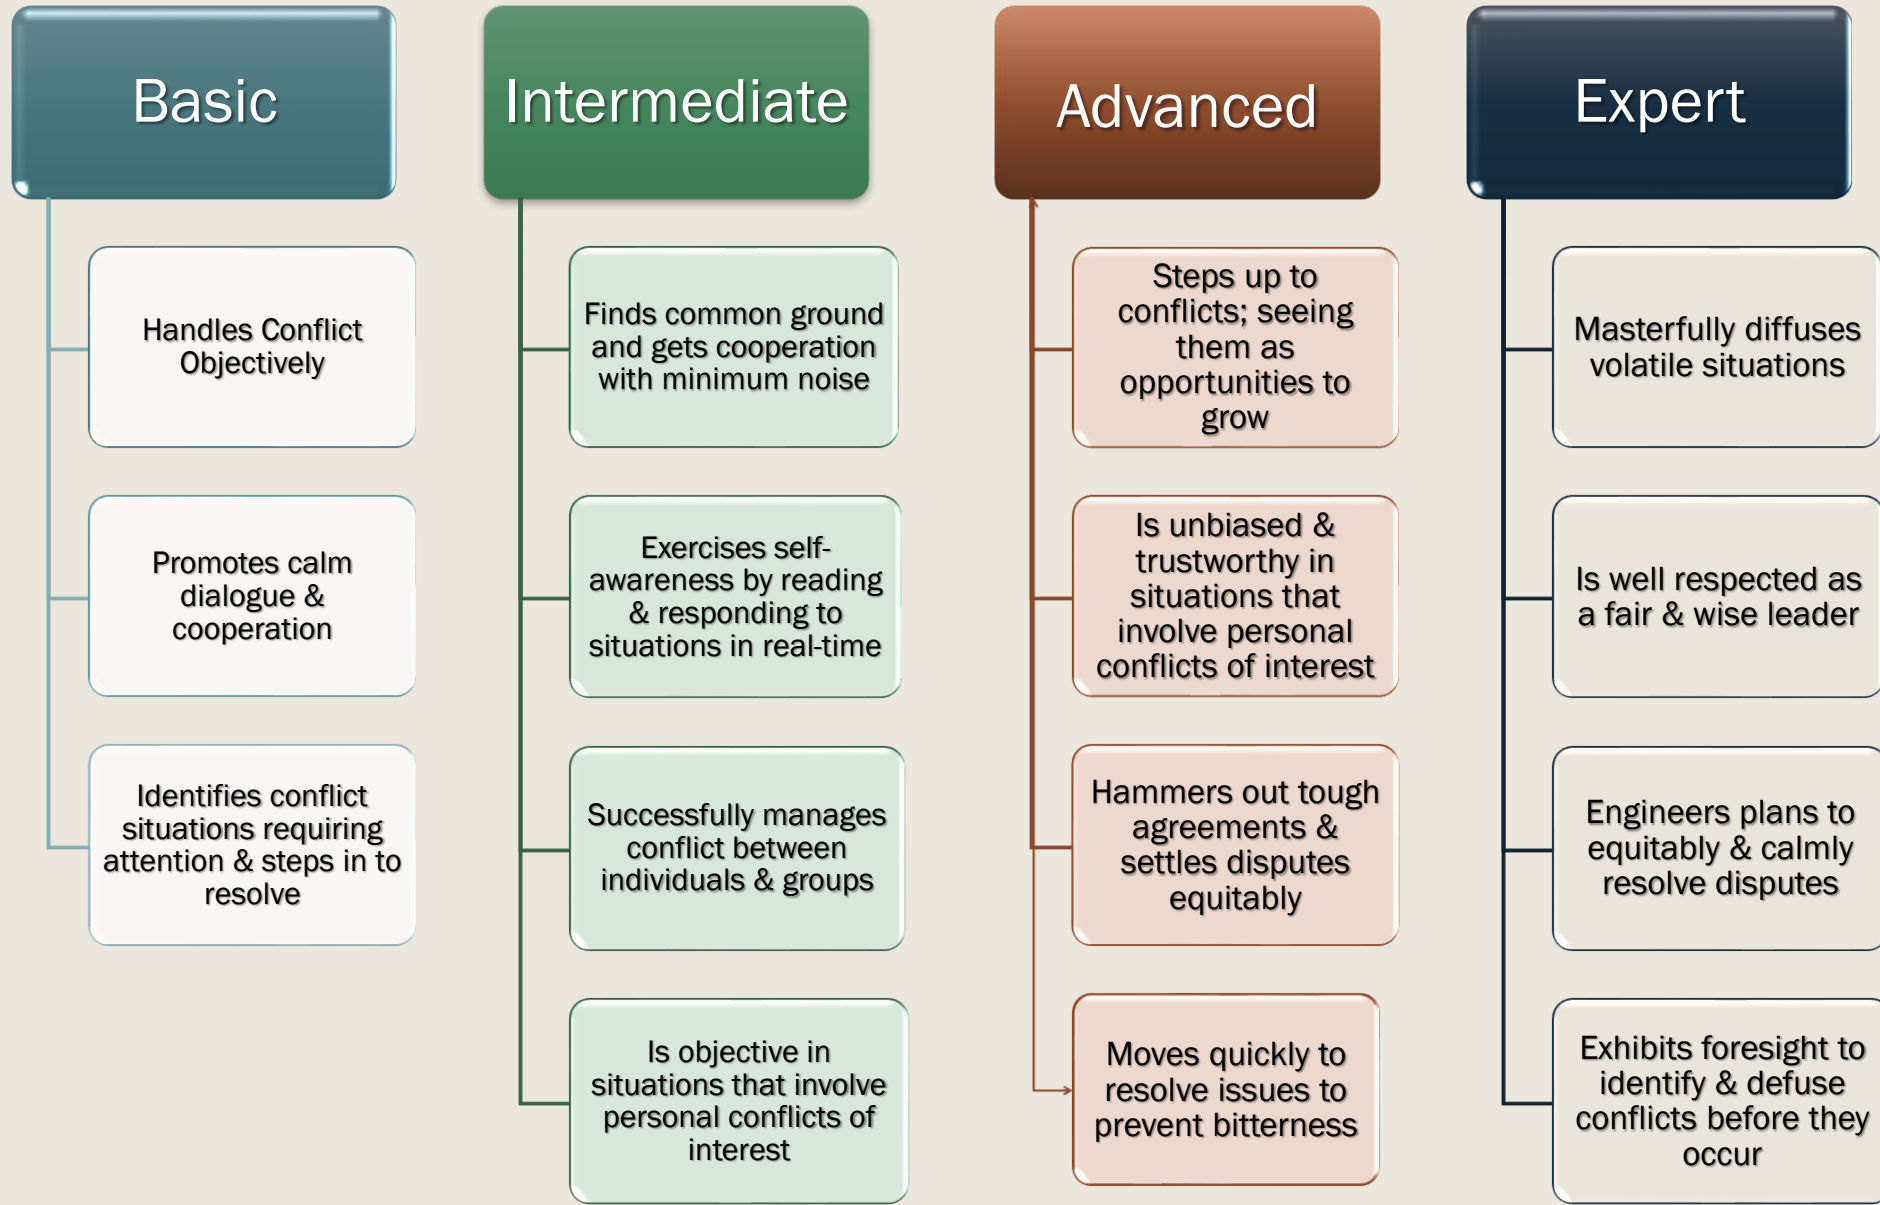 Basic
Handles Conflict
Objectively
Promotes calm
dialogue &
cooperation
Identifies conflict
situations requiring
attention & steps in to
resolve
Intermediate
Finds common ground
and gets cooperation
with minimum noise
Exercises self-
awareness by reading
& responding to
situations in real-time
Successfully manages
conflict between
individuals & groups
Is objective in
situations that involve
personal conflicts of
interest
Advanced
Steps up to
conflicts; seeing
them as
opportunities to
grow
Is unbiased &
trustworthy in
situations that
involve personal
conflicts of interest
Hammers out tough
agreements &
settles disputes
equitably
Moves quickly to
resolve issues to
prevent bitterness
Expert
Masterfully diffuses
volatile situations
Is well respected as
a fair & wise leader
Engineers plans to
equitably & calmly
resolve disputes
Exhibits foresight to
identify & defuse
conflicts before they
occur